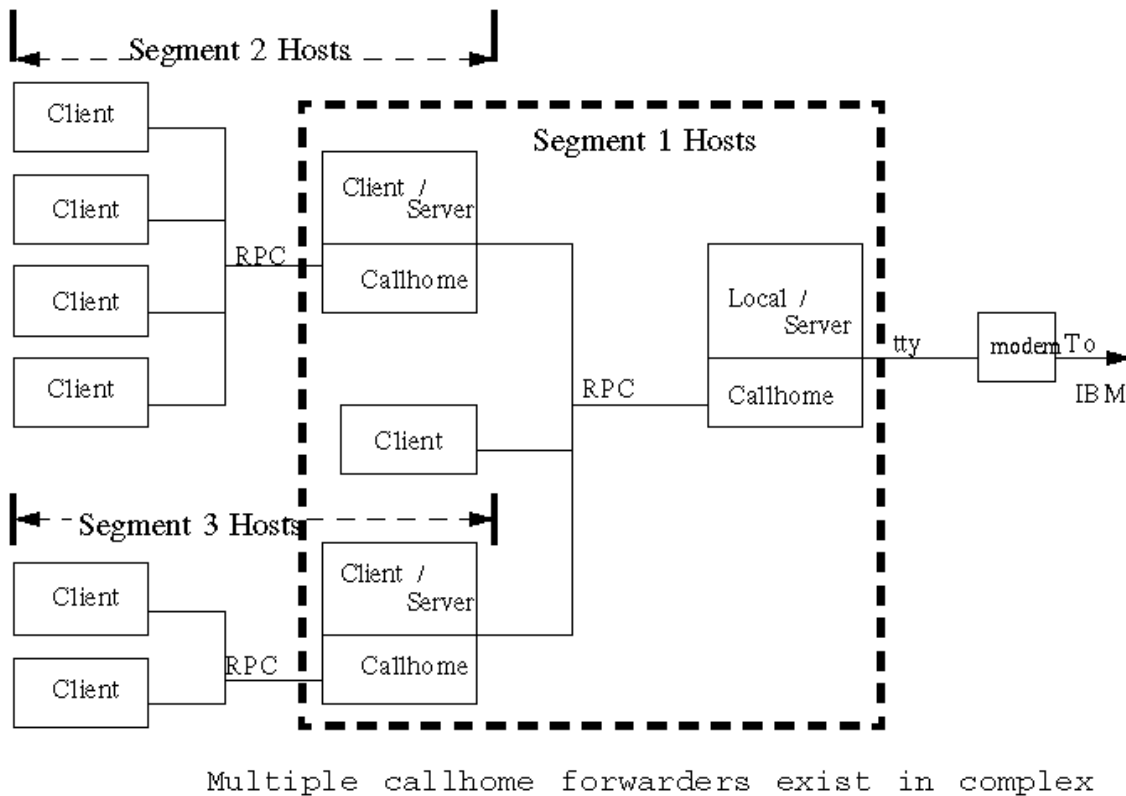 Segment 2 Hosts
Client
Segment 1 Hosts
Client /
Server
Client
RPC
Callhome
Local /
Server
Client
tty
modem
To
IBM
Client
RPC
Callhome
Client
Segment 3 Hosts
Client
Client /
Server
RPC
Callhome
Client
Multiple callhome forwarders exist in complex